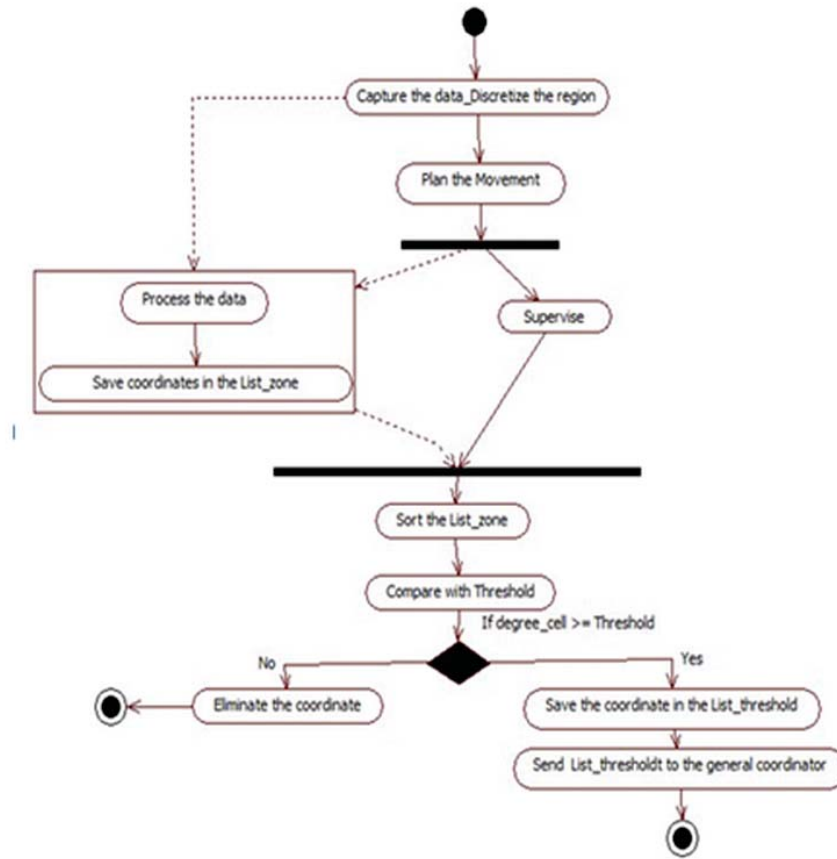 Capture the data_Discretize the region
Plan the Movement
Process the data
Supervise
Save coordinates in the List_zone
Sort the List_zone
Compare with Threshold
If degree_cell >= Threshold
No
Yes
Eliminate the coordinate
Save the coordinate in the List_threshold
Send List_thresholdt to the general coordinator